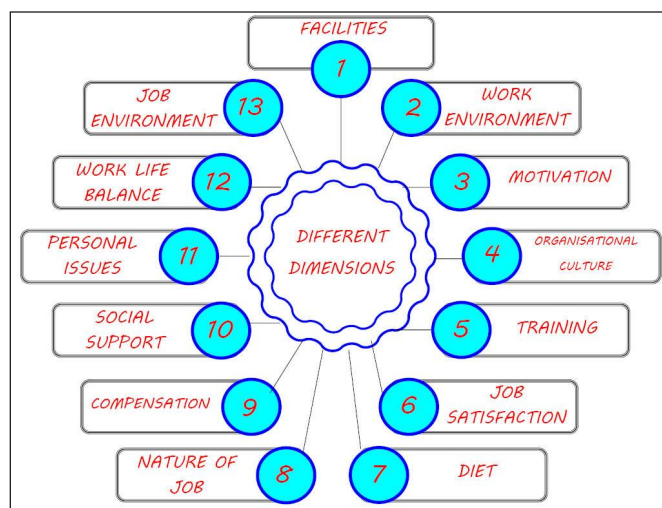 FACILITIES
1
2
WORK
ENVIRONMENT
3
MOTIVATION
4
ORGANISATIONAL
CULTURE
5
TRAINING
6
JOB
SATISFACTION
7
DIET
8
NATURE OF
JOB
9
COMPENSATION
10
SOCIAL
SUPPORT
11
PERSONAL
ISSUES
12
WORK LIFE
BALANCE
13
JOB
ENVIRONMENT
DIFFERENT
DIMENSIONS